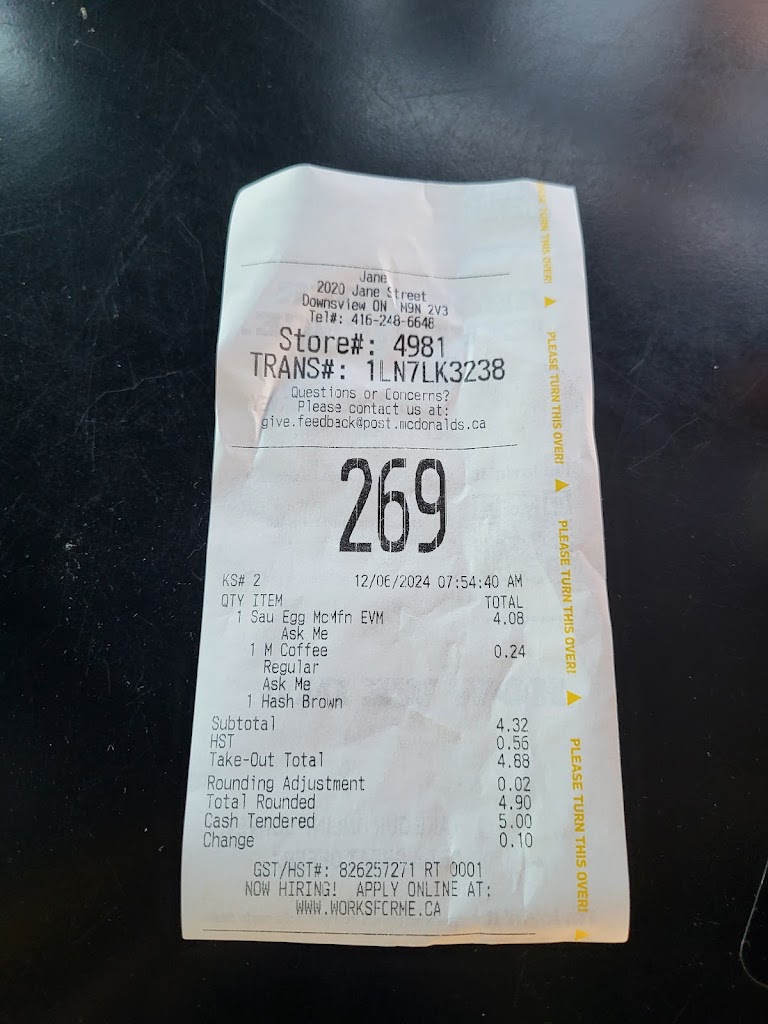 Jane
2020 Jane Street
Downsview ON M9N 2V3
Tel#: 416-248-6648
Store#: 4981
TRANS#: 1LN7LK3238
Questions or Concerns?
Please contact us at:
give.feedback@post.mcdonalds.ca
269
KS# 2 12/06/2024 07:54:40 AM
QTY ITEM TOTAL
1 Sau Egg McMfn EVM 4.08
Ask Me
1 M Coffee 0.24
Regular
Ask Me
1 Hash Brown
Subtotal 4.32
HST 0.56
Take-Out Total 4.88
Rounding Adjustment 0.02
Total Rounded 4.90
Cash Tendered 5.00
Change 0.10
GST/HST#: 826257271 RT 0001
NOW HIRING! APPLY ONLINE AT:
WWW.WORKSFORME.CA
TURN THIS OVER!
PLEASE TURN THIS OVER!
PLEASE TURN THIS OVER!
PLEASE TURN THIS OVER!